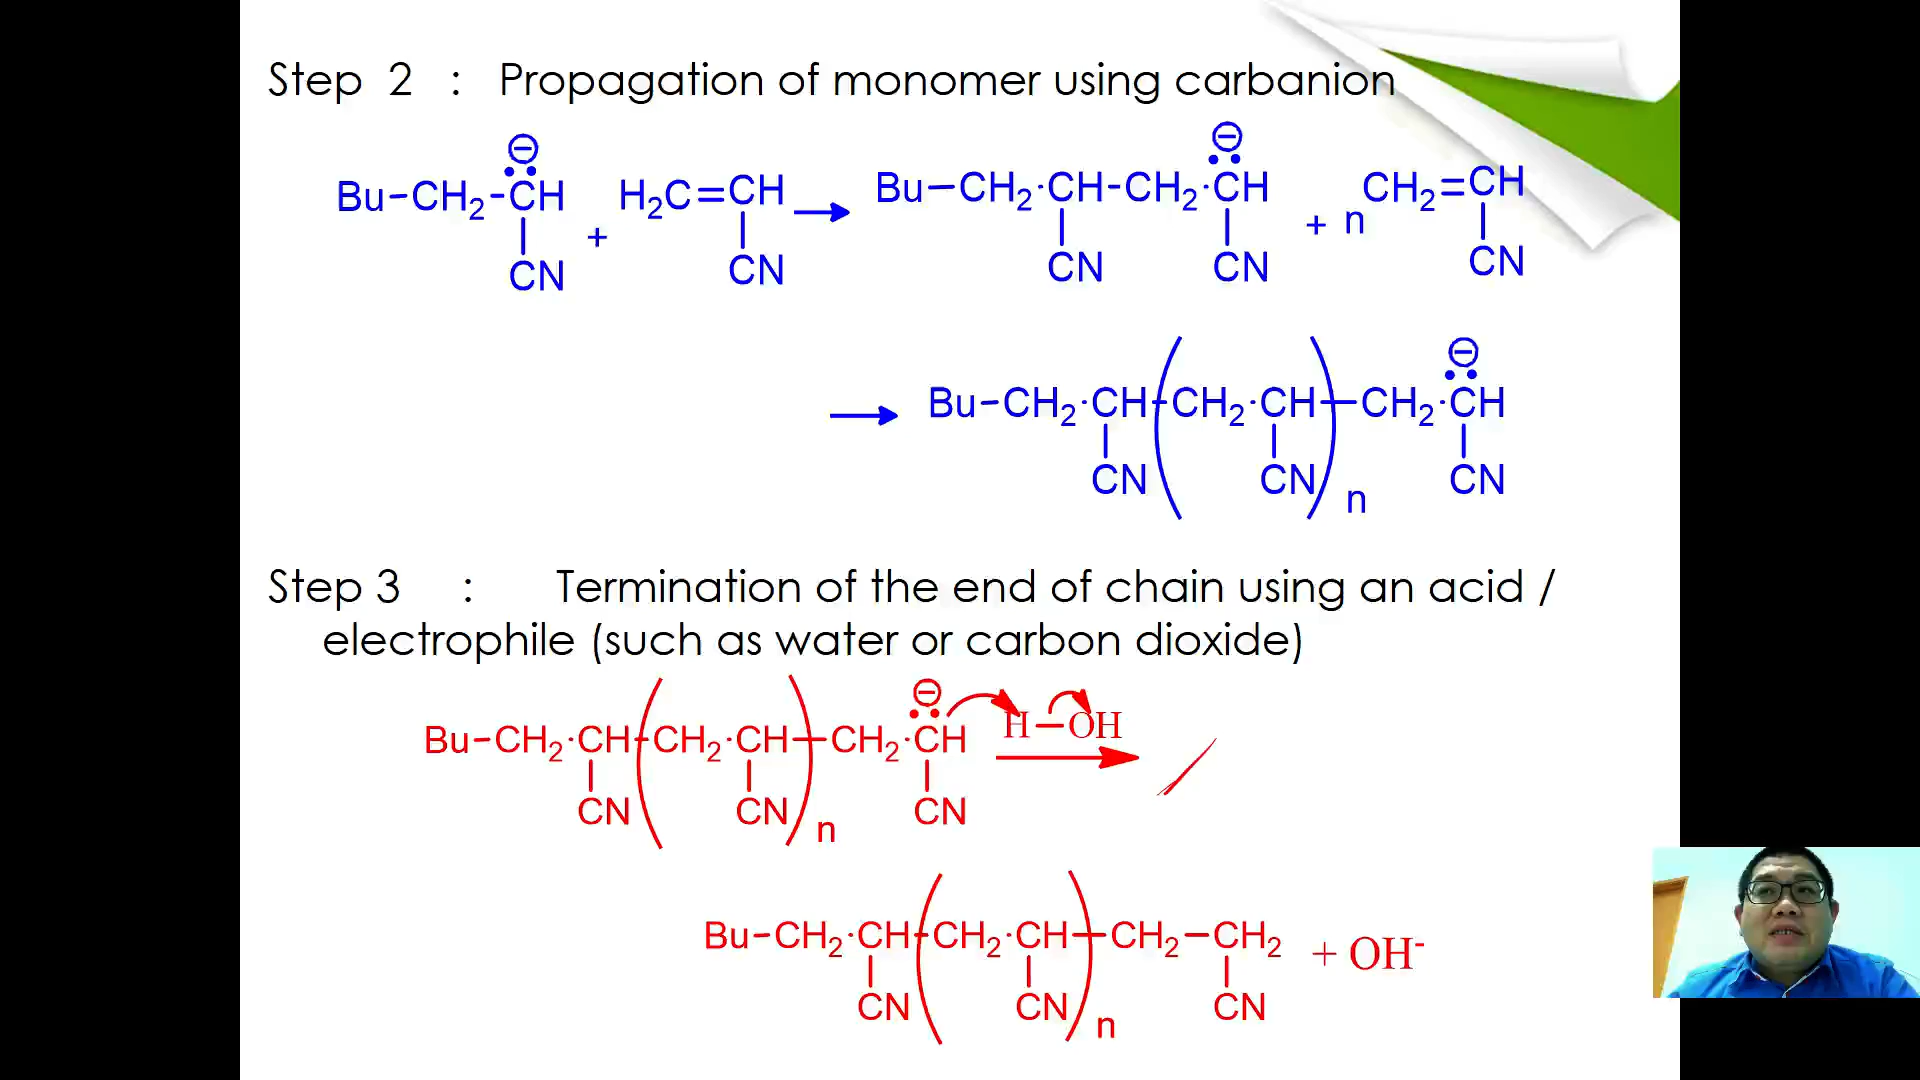 Step 2 : Propagation of monomer using carbanion
Bu-CH₂-CH + H₂C=CH → Bu-CH₂·CH-CH₂·CH + n CH₂=CH
CN CN CN CN CN
→ Bu-CH₂·CH(CH₂·CH)n CH₂·CH
CN CN CN
Step 3 : Termination of the end of chain using an acid /
electrophile (such as water or carbon dioxide)
Bu-CH₂·CH(CH₂·CH)n CH₂·CH H-OH
CN CN CN
Bu-CH₂·CH(CH₂·CH)n CH₂-CH₂ + OH⁻
CN CN CN